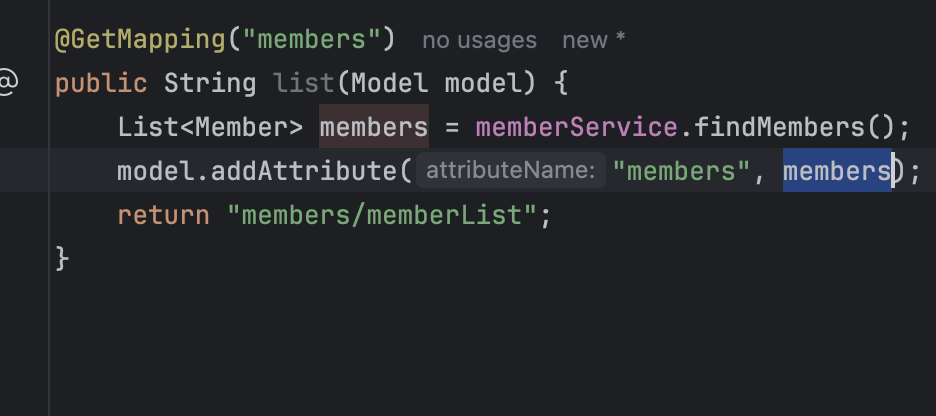 @GetMapping("members") no usages new *
@ public String list(Model model) {
List<Member> members = memberService.findMembers();
model.addAttribute( attributeName: "members", members);
return "members/memberList";
}